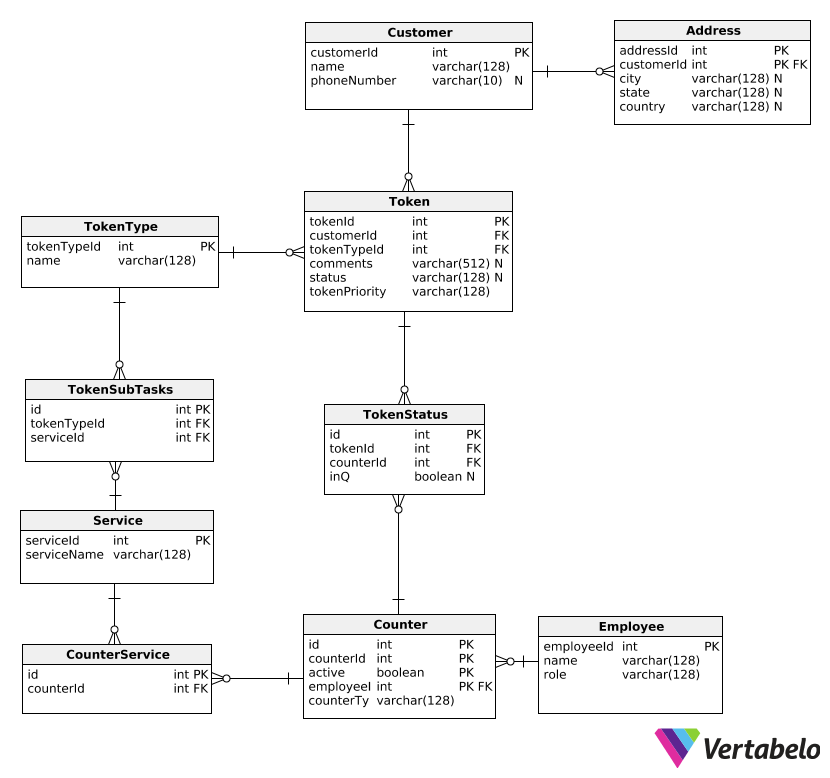 Customer
customerId int PK
name varchar(128)
phoneNumber varchar(10) N
Address
addressId int PK
customerId int PK FK
city varchar(128) N
state varchar(128) N
country varchar(128) N
TokenType
tokenTypeId int PK
name varchar(128)
Token
tokenId int PK
customerId int FK
tokenTypeId int FK
comments varchar(512) N
status varchar(128) N
tokenPriority varchar(128)
TokenSubTasks
id int PK
tokenTypeId int FK
serviceId int FK
TokenStatus
id int PK
tokenId int FK
counterId int FK
inQ boolean N
Service
serviceId int PK
serviceName varchar(128)
CounterService
id int PK
counterId int FK
Counter
id int PK
counterId int PK
active boolean PK
employeeI int PK FK
counterTy varchar(128)
Employee
employeeId int PK
name varchar(128)
role varchar(128)
Vertabelo